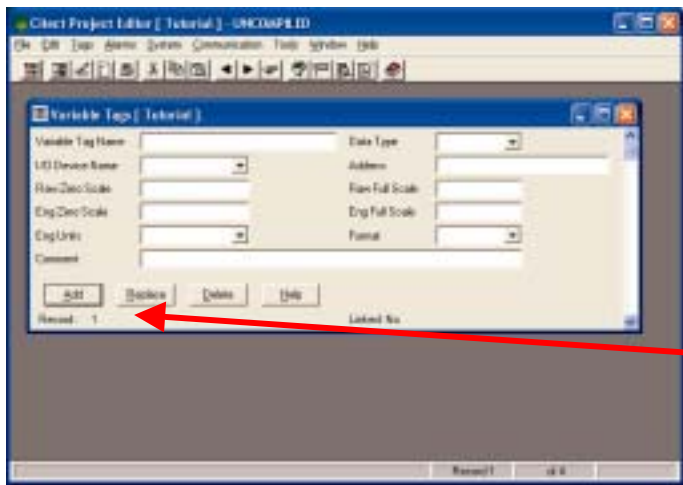 Citect Project Editor [ Tutorial ] - UNCOMPILED
File Edit Tags Alarms System Communication Tools Window Help
Variable Tags [ Tutorial ]
Variable Tag Name Data Type
I/O Device Name Address
Raw Zero Scale Raw Full Scale
Eng Zero Scale Eng Full Scale
Eng Units Format
Comment
Add Replace Delete Help
Record: 1 Linked: No
Record: 1